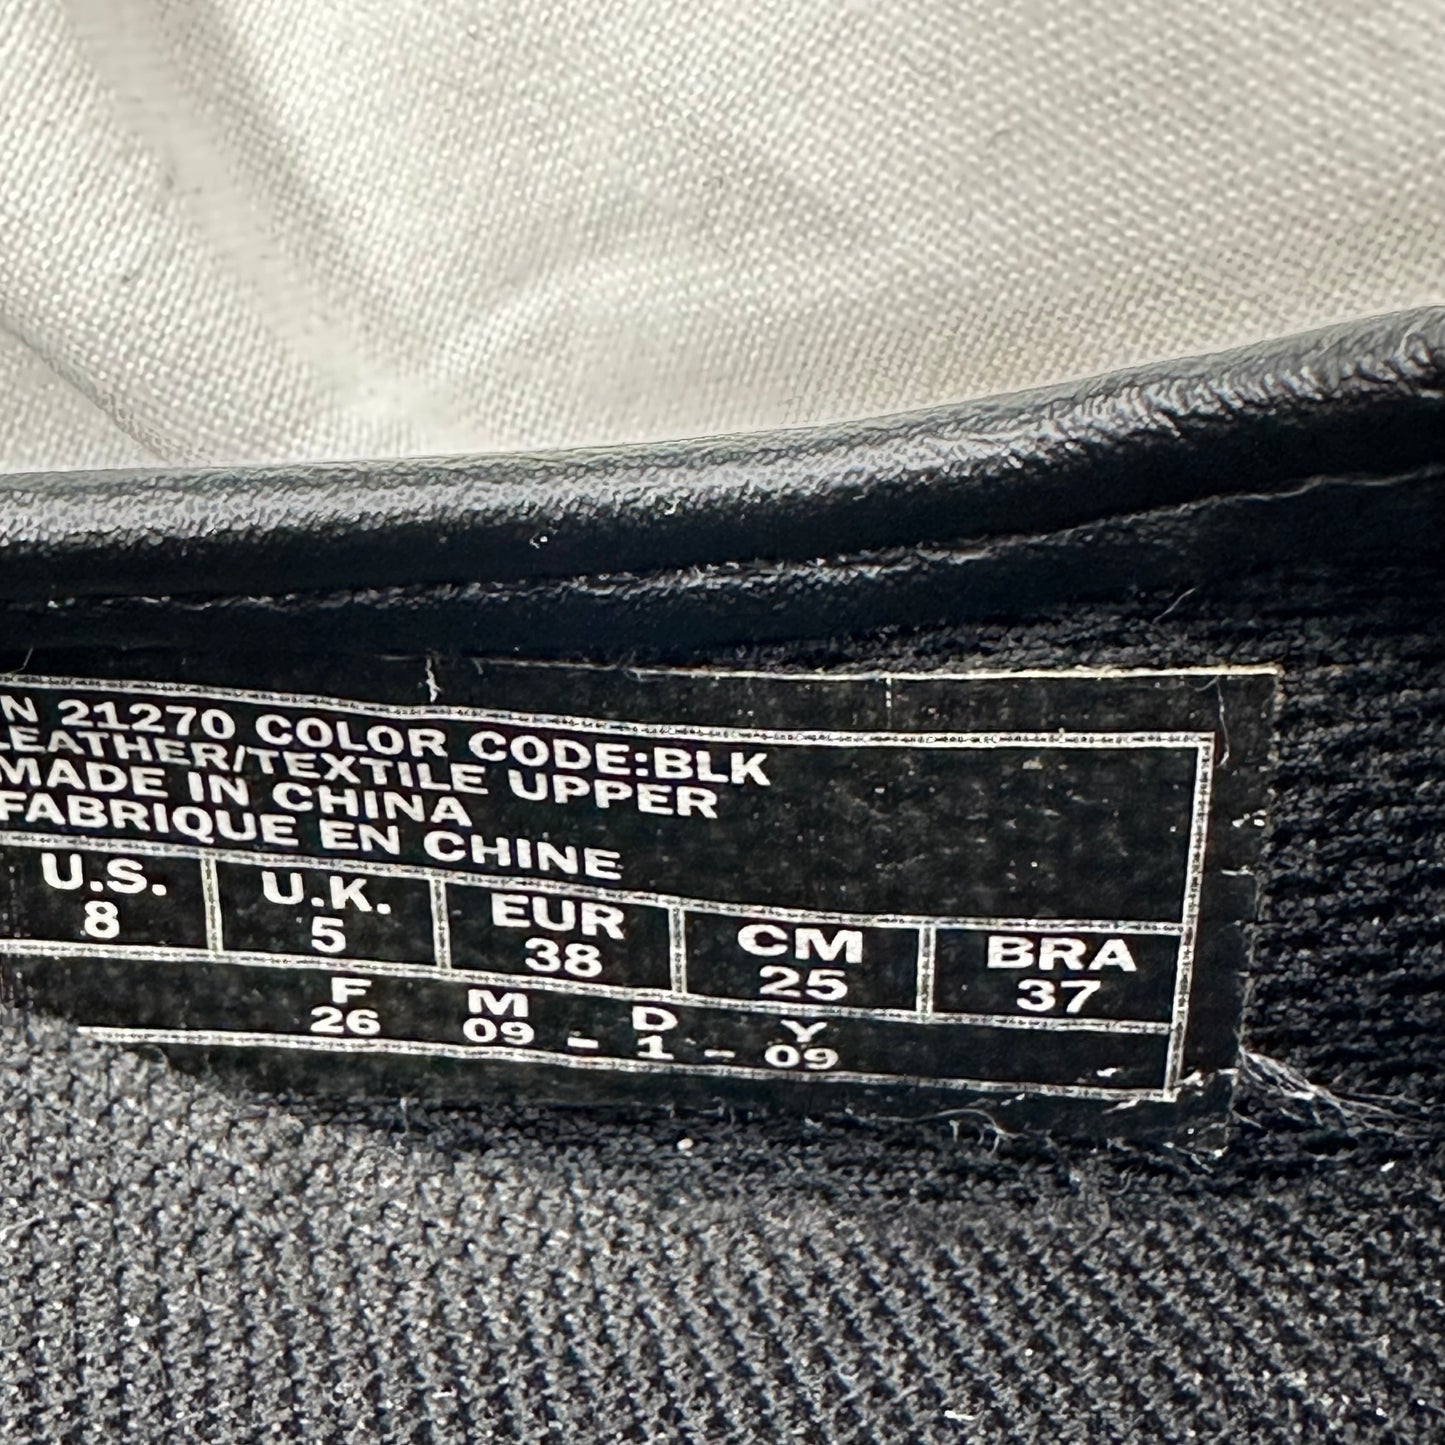 N 21270 COLOR CODE:BLK
LEATHER/TEXTILE UPPER
MADE IN CHINA
FABRIQUE EN CHINE
U.S. U.K. EUR CM BRA
8 5 38 25 37
F M D Y
26 09 - 1 - 09